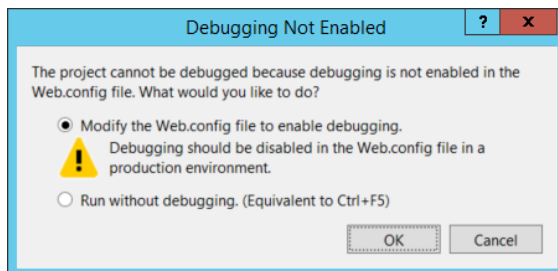 Debugging Not Enabled
? x
The project cannot be debugged because debugging is not enabled in the
Web.config file. What would you like to do?
Modify the Web.config file to enable debugging.
Debugging should be disabled in the Web.config file in a
production environment.
Run without debugging. (Equivalent to Ctrl+F5)
OK Cancel